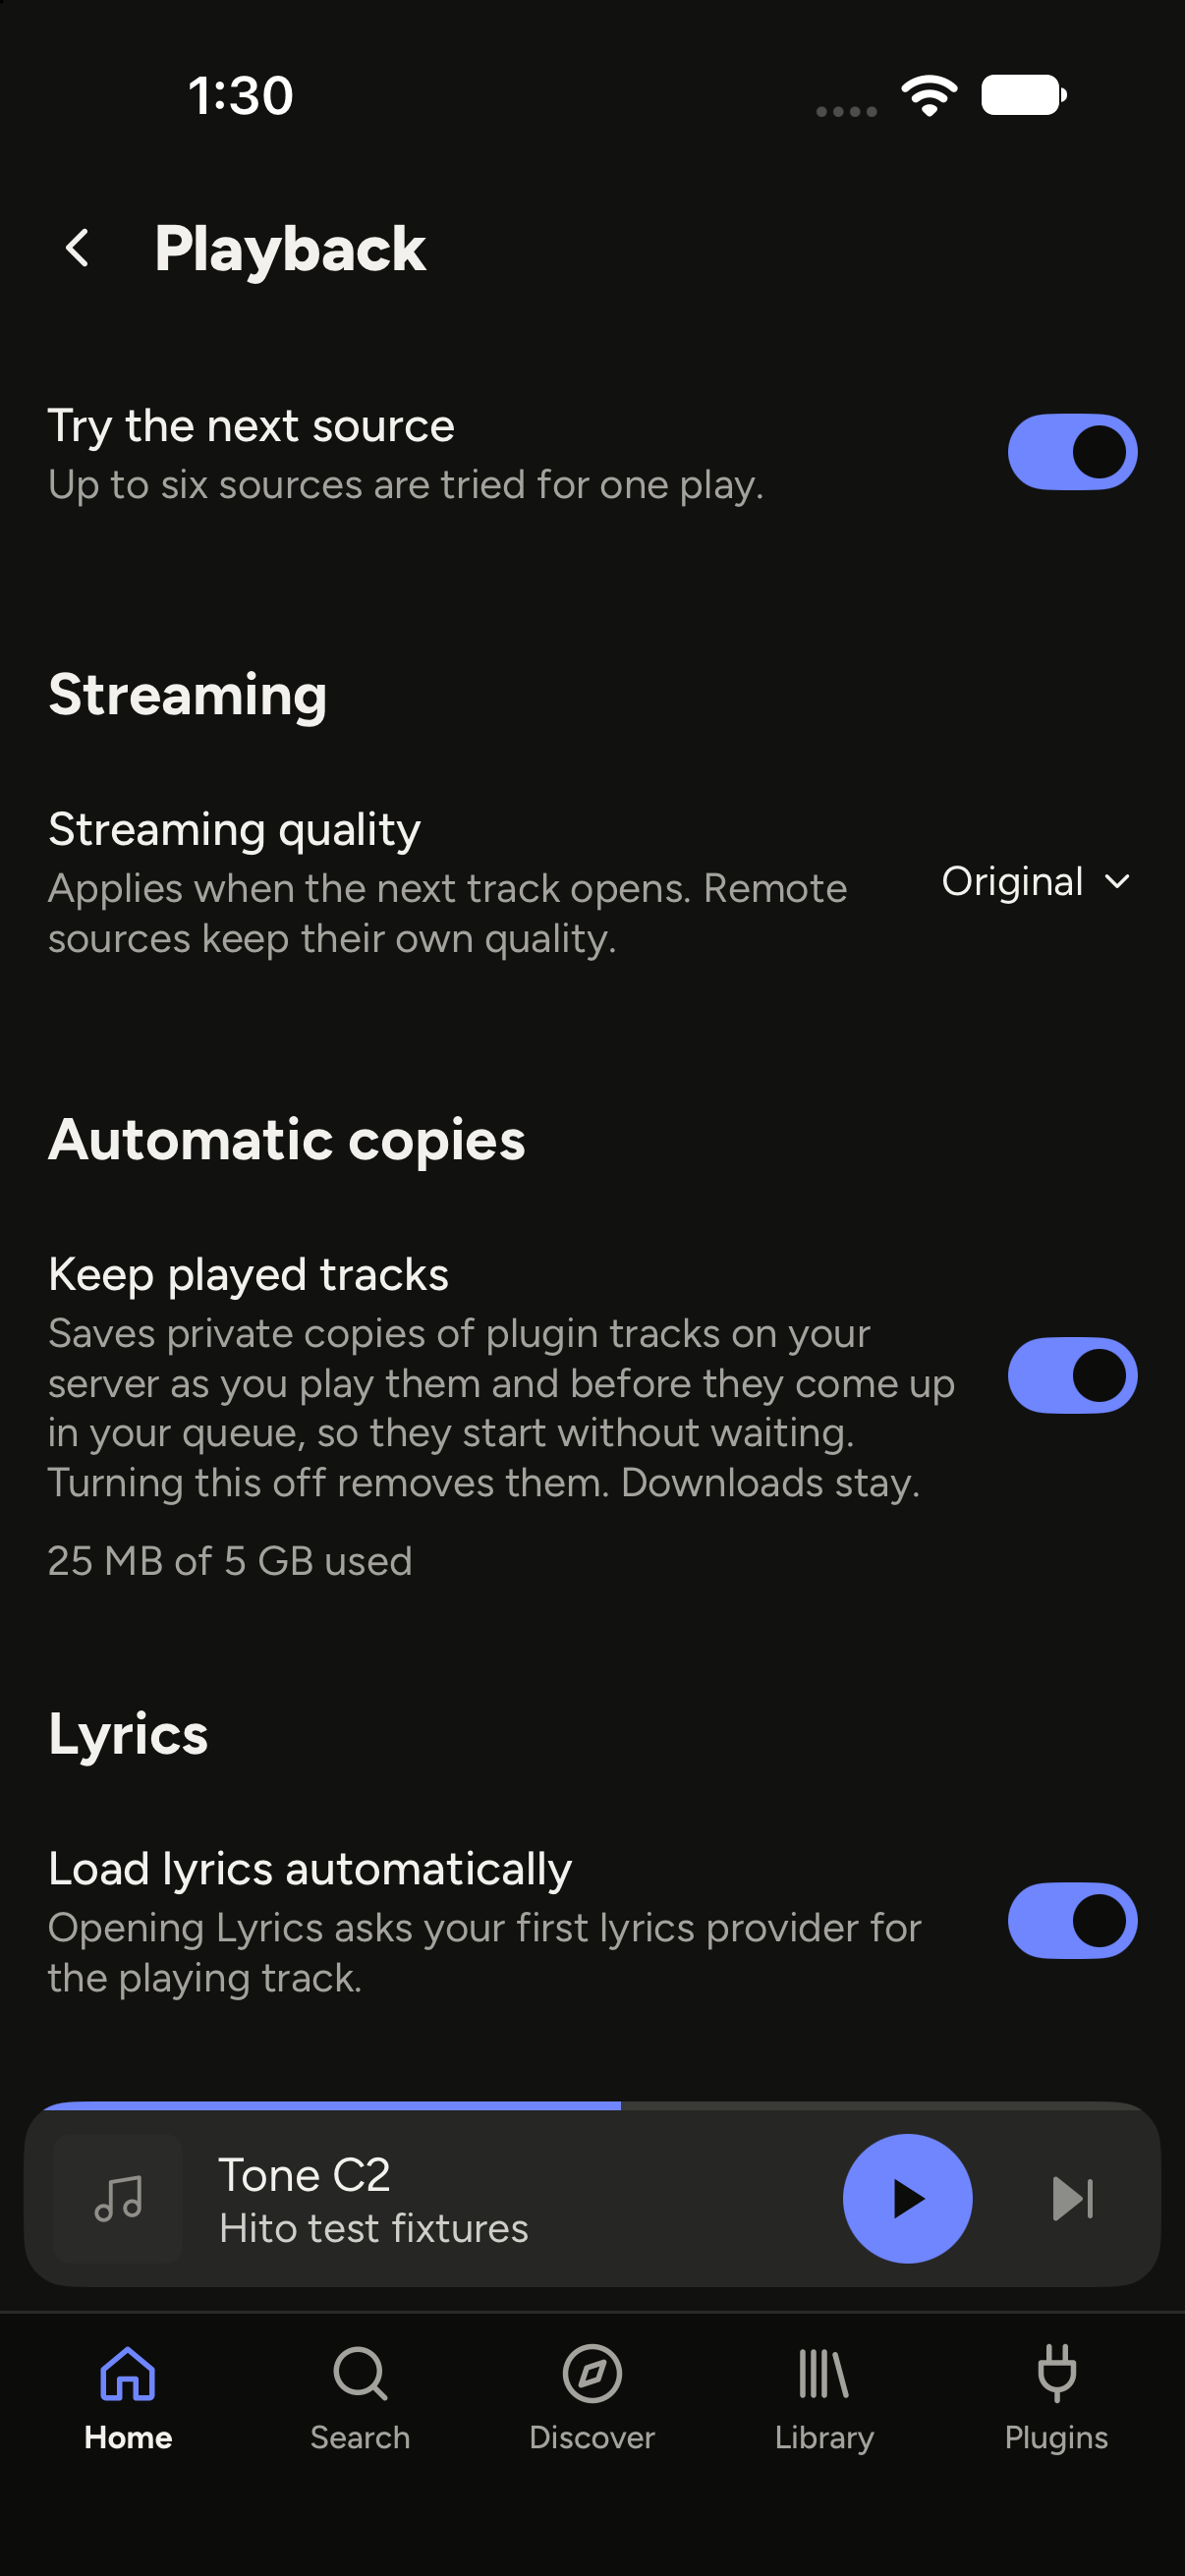 1:30
Playback
Try the next source
Up to six sources are tried for one play.
Streaming
Streaming quality
Applies when the next track opens. Remote
sources keep their own quality.
Original
Automatic copies
Keep played tracks
Saves private copies of plugin tracks on your
server as you play them and before they come up
in your queue, so they start without waiting.
Turning this off removes them. Downloads stay.
25 MB of 5 GB used
Lyrics
Load lyrics automatically
Opening Lyrics asks your first lyrics provider for
the playing track.
Tone C2
Hito test fixtures
Home
Search
Discover
Library
Plugins